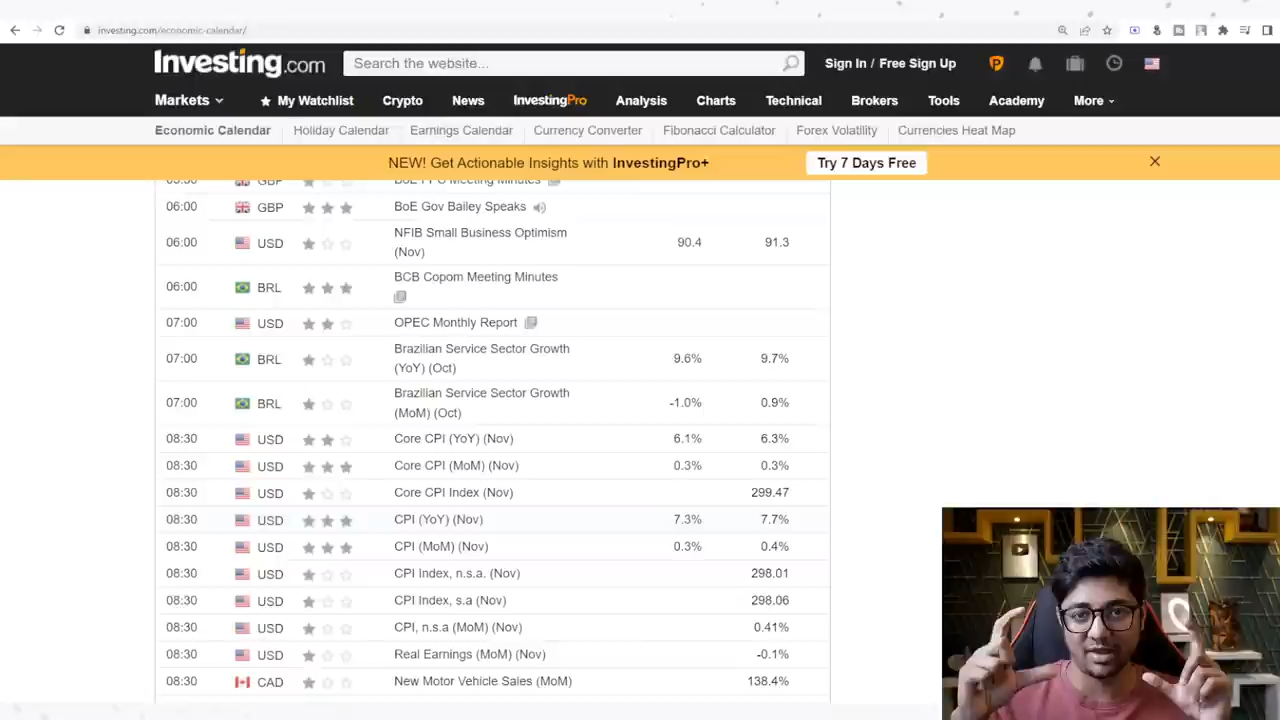 investing.com/economic-calendar/
Investing.com
Search the website...
Sign In / Free Sign Up
Markets
My Watchlist
Crypto
News
InvestingPro
Analysis
Charts
Technical
Brokers
Tools
Academy
More
Economic Calendar
Holiday Calendar
Earnings Calendar
Currency Converter
Fibonacci Calculator
Forex Volatility
Currencies Heat Map
NEW! Get Actionable Insights with InvestingPro+
Try 7 Days Free
GBP Meeting Minutes
06:00 GBP BoE Gov Bailey Speaks
06:00 USD NFIB Small Business Optimism 90.4 91.3
(Nov)
06:00 BRL BCB Copom Meeting Minutes
07:00 USD OPEC Monthly Report
07:00 BRL Brazilian Service Sector Growth 9.6% 9.7%
(YoY) (Oct)
07:00 BRL Brazilian Service Sector Growth -1.0% 0.9%
(MoM) (Oct)
08:30 USD Core CPI (YoY) (Nov) 6.1% 6.3%
08:30 USD Core CPI (MoM) (Nov) 0.3% 0.3%
08:30 USD Core CPI Index (Nov) 299.47
08:30 USD CPI (YoY) (Nov) 7.3% 7.7%
08:30 USD CPI (MoM) (Nov) 0.3% 0.4%
08:30 USD CPI Index, n.s.a. (Nov) 298.01
08:30 USD CPI Index, s.a (Nov) 298.06
08:30 USD CPI, n.s.a (MoM) (Nov) 0.41%
08:30 USD Real Earnings (MoM) (Nov) -0.1%
08:30 CAD New Motor Vehicle Sales (MoM) 138.4%